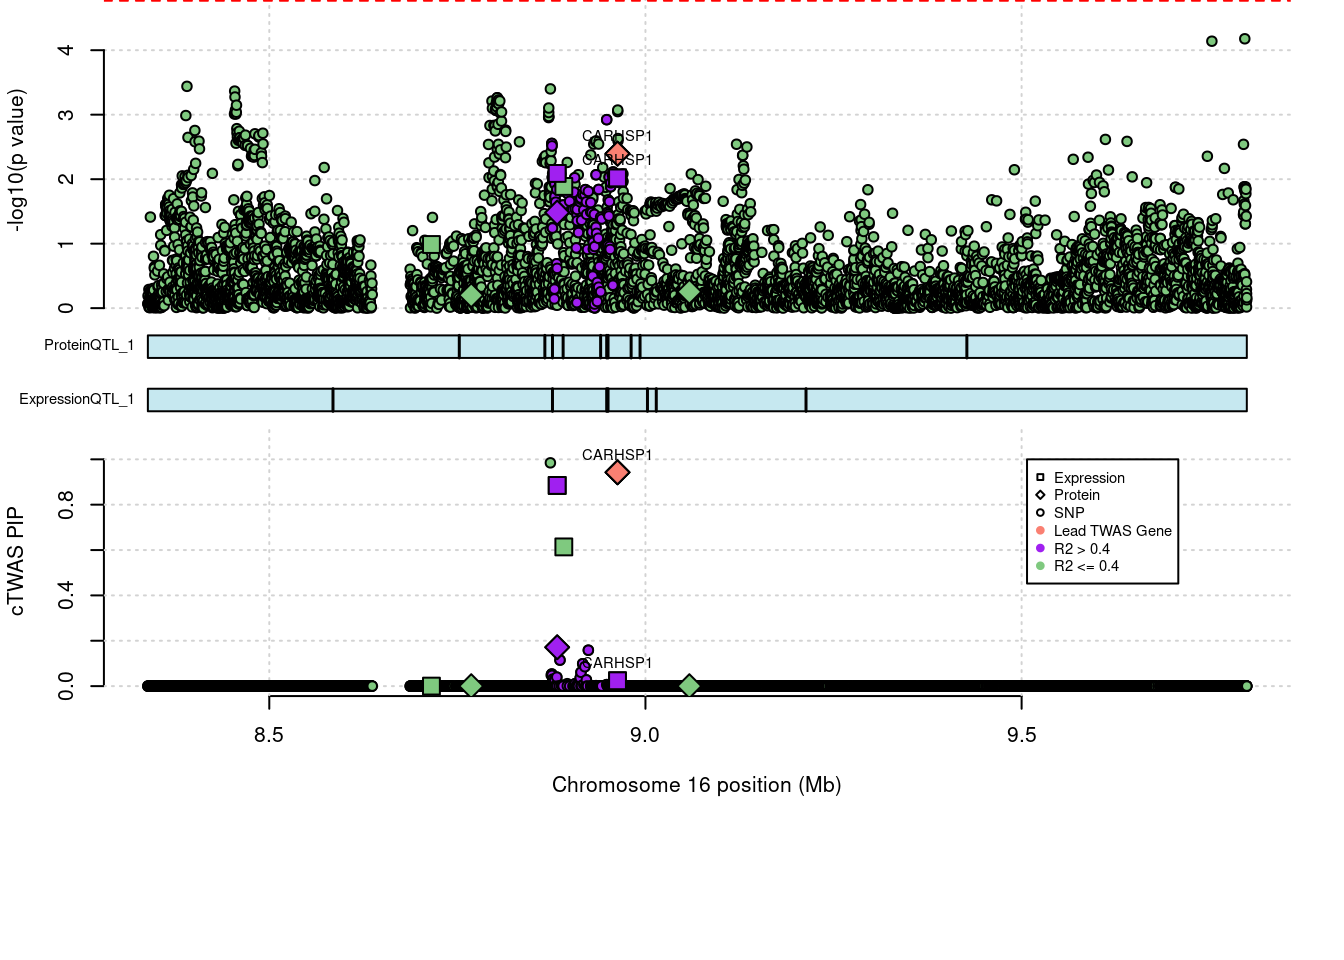 -log10(p value)
4
3
2
1
0
CARHSP1
CARHSP1
ProteinQTL_1
ExpressionQTL_1
cTWAS PIP
0.8
0.4
0.0
CARHSP1
CARHSP1
Expression
Protein
SNP
Lead TWAS Gene
R2 > 0.4
R2 <= 0.4
8.5 9.0 9.5
Chromosome 16 position (Mb)